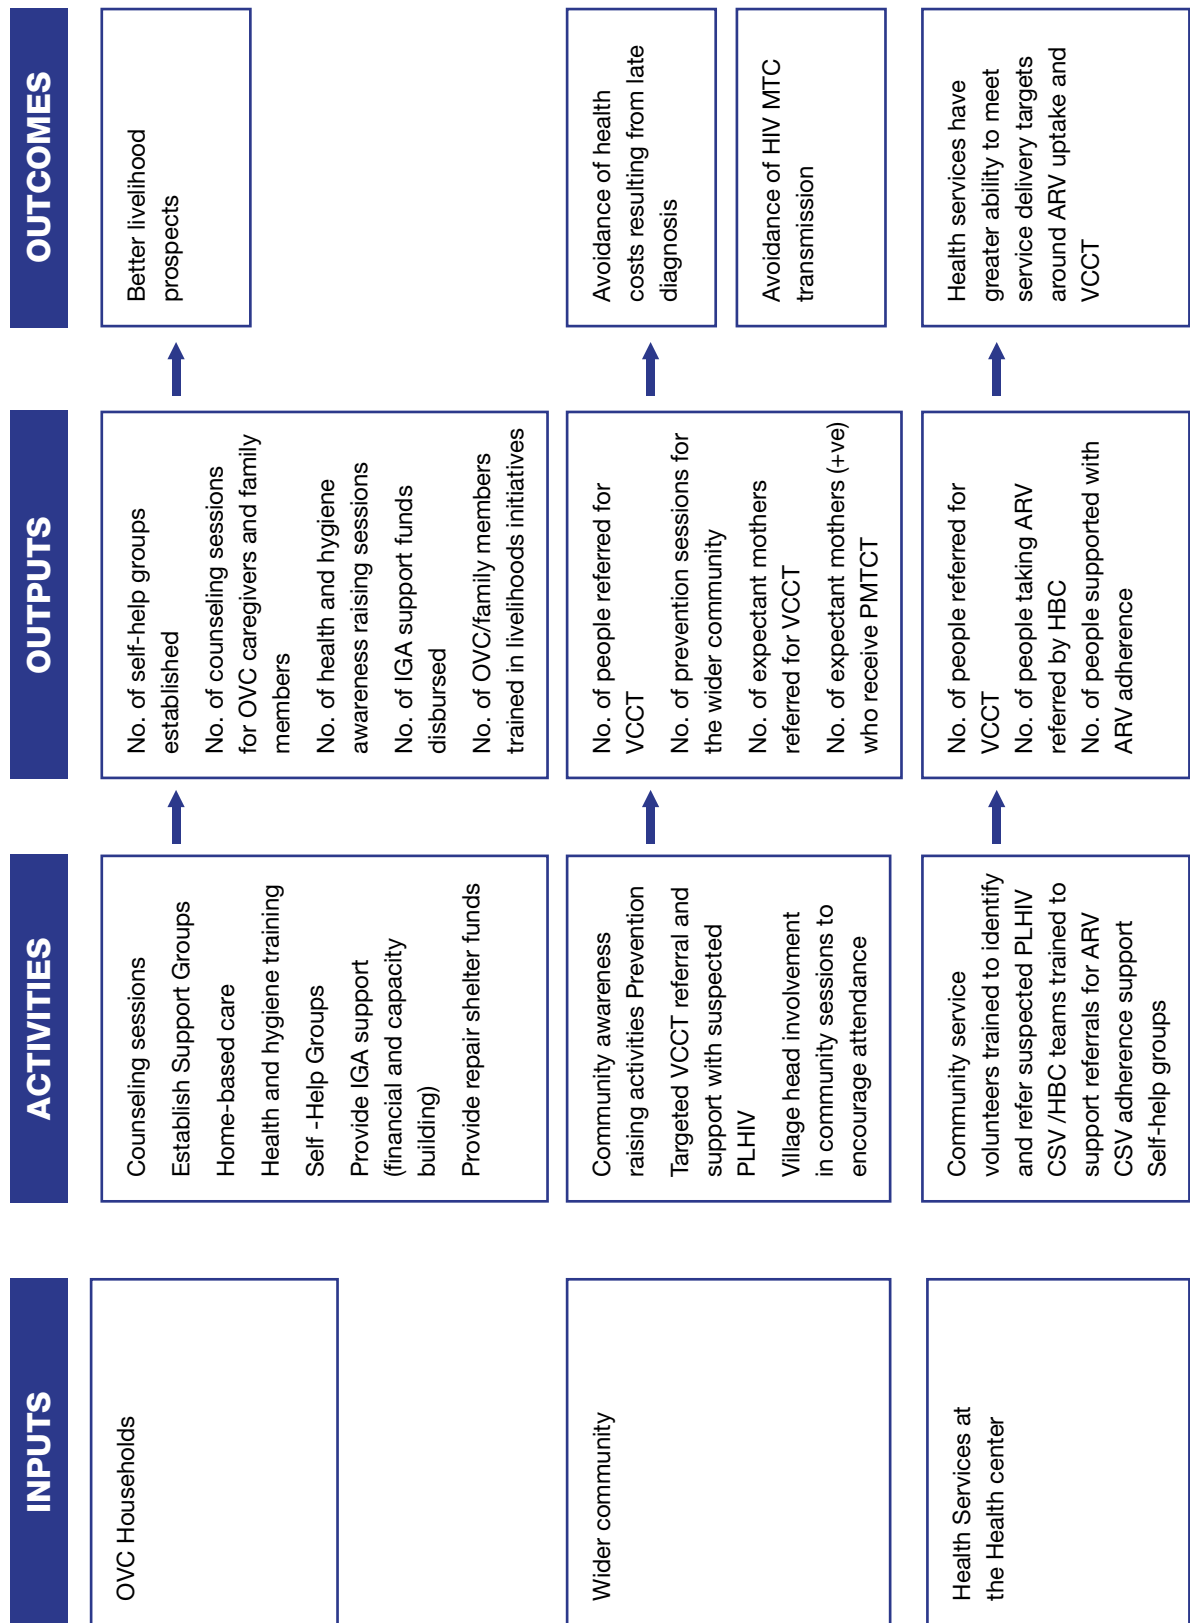 INPUTS
ACTIVITIES
OUTPUTS
OUTCOMES
OVC Households
Counseling sessions
Establish Support Groups
Home-based care
Health and hygiene training
Self -Help Groups
Provide IGA support
(financial and capacity
building)
Provide repair shelter funds
No. of self-help groups
established
No. of counseling sessions
for OVC caregivers and family
members
No. of health and hygiene
awareness raising sessions
No. of IGA support funds
disbursed
No. of OVC/family members
trained in livelihoods initiatives
Better livelihood
prospects
Wider community
Community awareness
raising activities Prevention
Targeted VCCT referral and
support with suspected
PLHIV
Village head involvement
in community sessions to
encourage attendance
No. of people referred for
VCCT
No. of prevention sessions for
the wider community
No. of expectant mothers
referred for VCCT
No. of expectant mothers (+ve)
who receive PMTCT
Avoidance of health
costs resulting from late
diagnosis
Avoidance of HIV MTC
transmission
Health Services at
the Health center
Community service
volunteers trained to identify
and refer suspected PLHIV
CSV /HBC teams trained to
support referrals for ARV
CSV adherence support
Self-help groups
No. of people referred for
VCCT
No. of people taking ARV
referred by HBC
No. of people supported with
ARV adherence
Health services have
greater ability to meet
service delivery targets
around ARV uptake and
VCCT